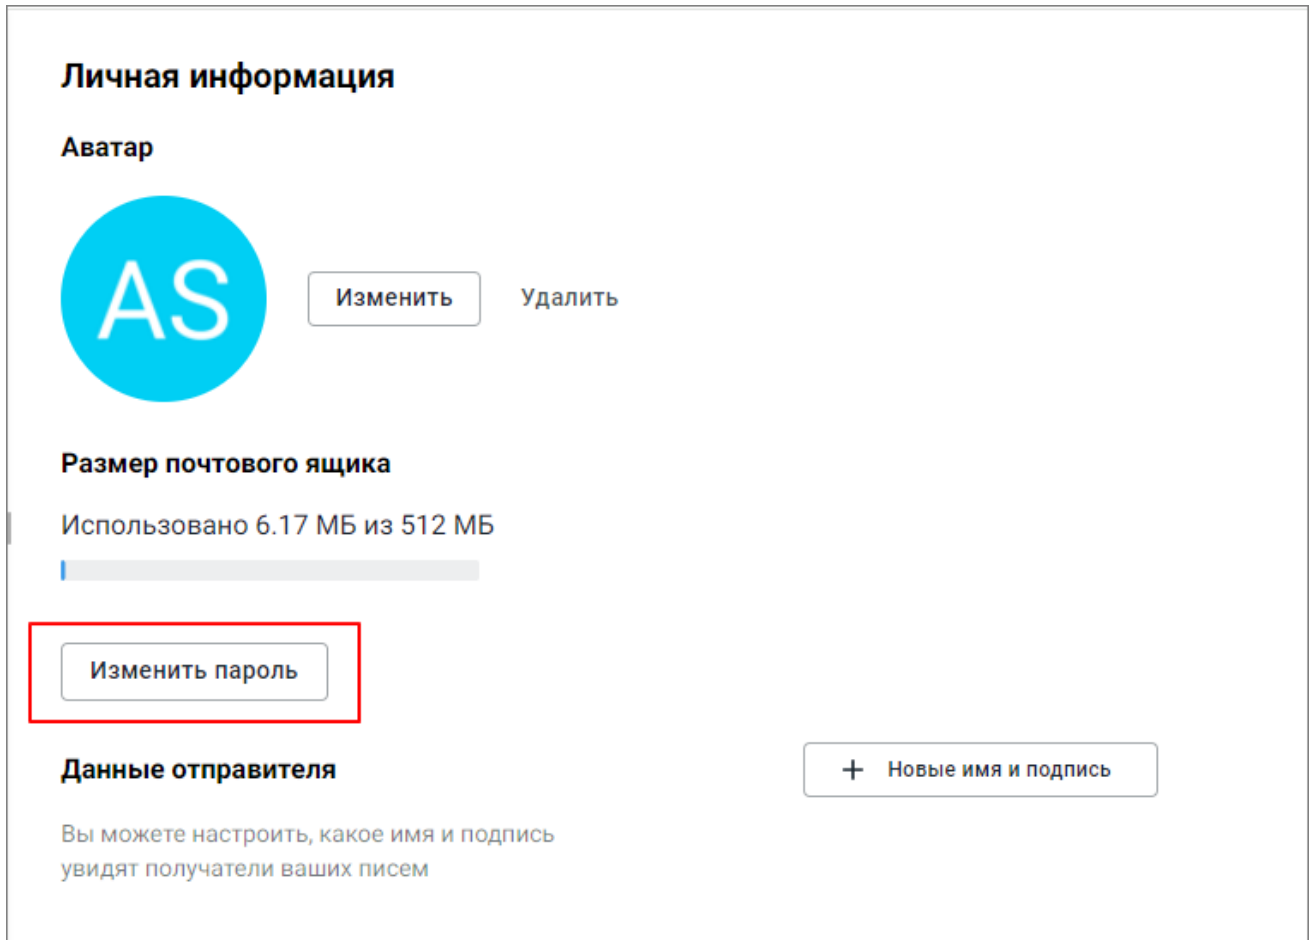 Личная информация
Аватар
AS
Изменить
Удалить
Размер почтового ящика
Использовано 6.17 МБ из 512 МБ
Изменить пароль
Данные отправителя
+ Новые имя и подпись
Вы можете настроить, какое имя и подпись
увидят получатели ваших писем